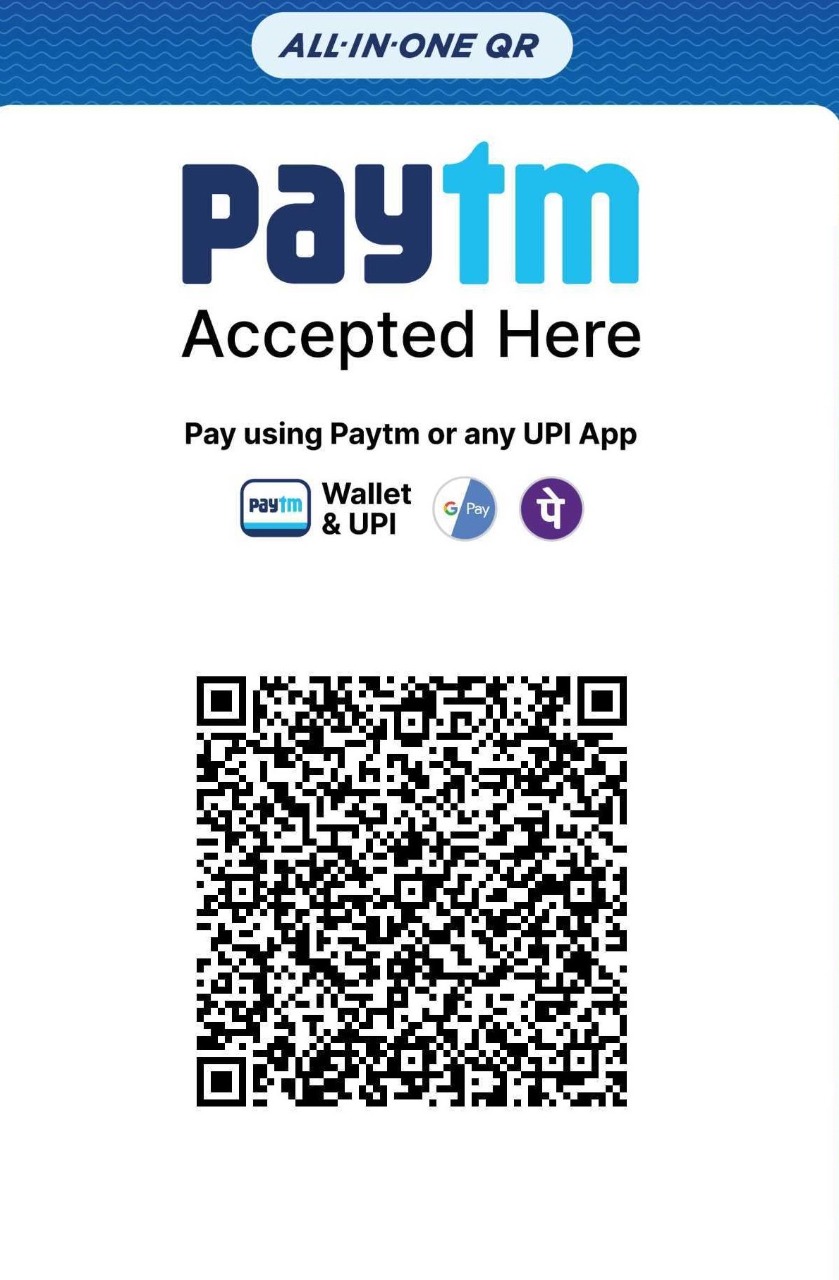 ALL·IN·ONE QR
paytm
Accepted Here
Pay using Paytm or any UPI App
paytm Wallet & UPI G Pay पे